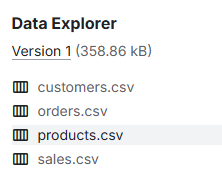 Data Explorer
Version 1 (358.86 kB)
customers.csv
orders.csv
products.csv
sales.csv